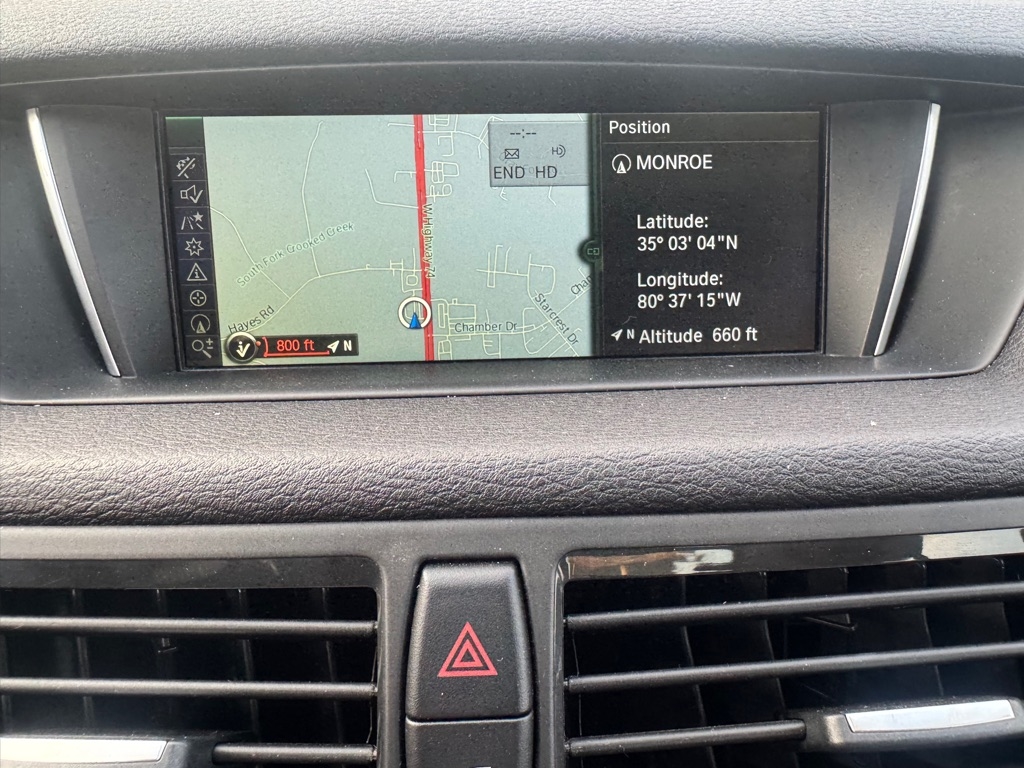 --:--
END HD
HD
W Highway 74
South Fork Crooked Creek
Hayes Rd
Chamber Dr
Starcrest Dr
800 ft
N
Position
MONROE
Latitude:
35° 03' 04"N
Longitude:
80° 37' 15"W
N Altitude 660 ft